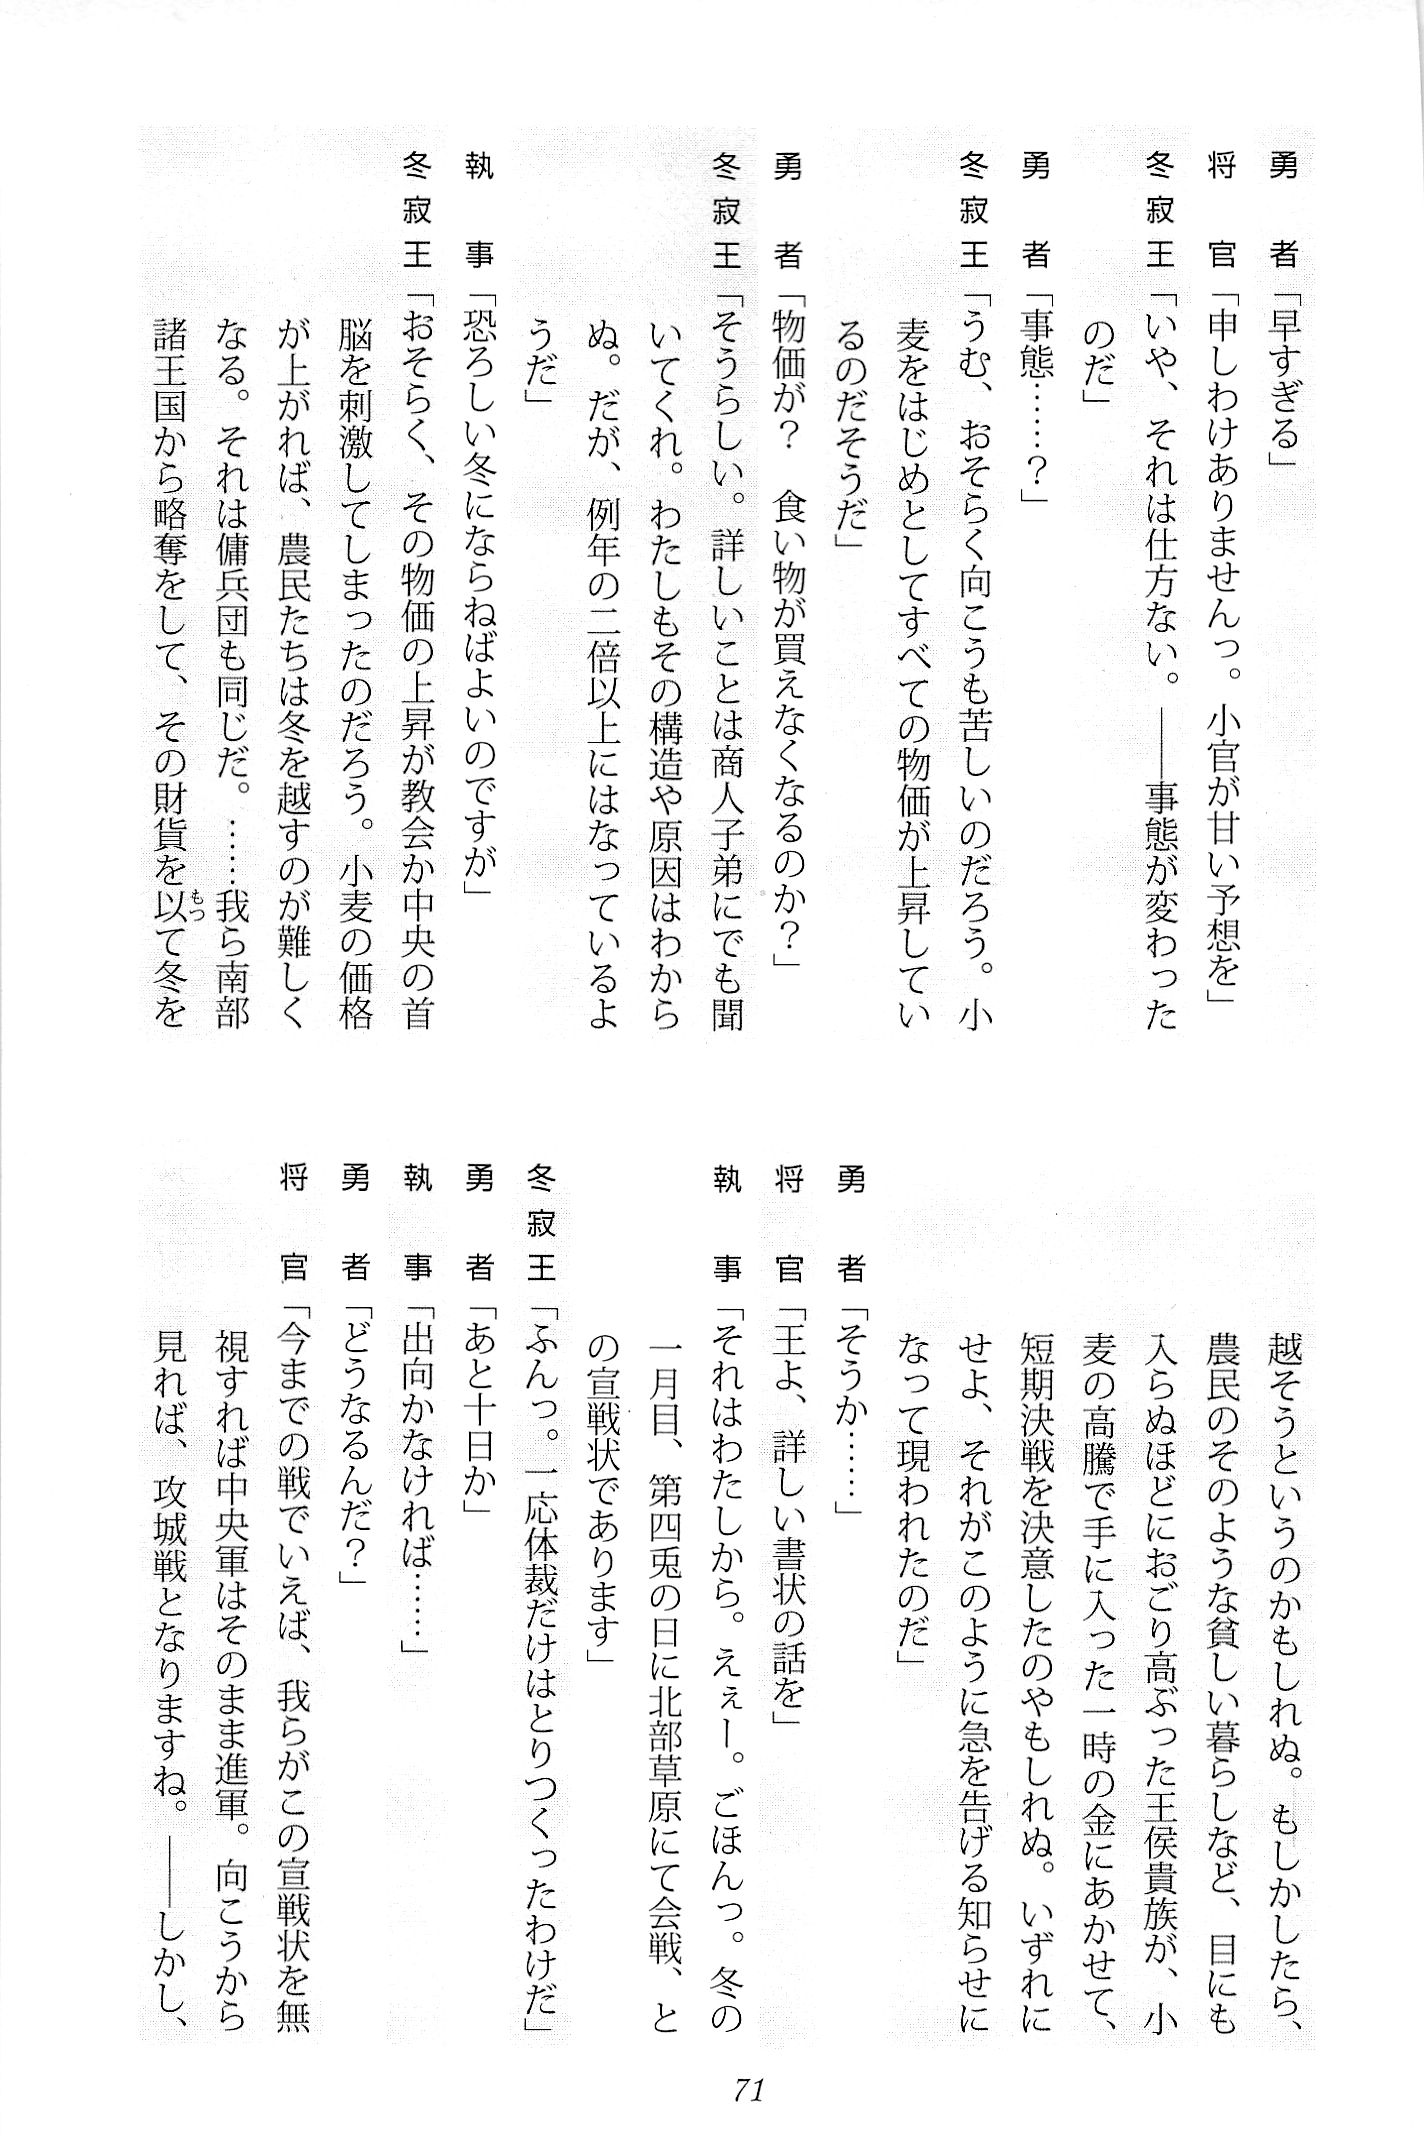 勇者「早すぎる」
将官「申しわけありませんっ。小官が甘い予想を」
冬寂王「いや、それは仕方ない。――事態が変わった
のだ」
勇者「事態……？」
冬寂王「うむ、おそらく向こうも苦しいのだろう。小
麦をはじめとしてすべての物価が上昇してい
るのだそうだ」
勇者「物価が？　食い物が買えなくなるのか？」
冬寂王「そうらしい。詳しいことは商人子弟にでも聞
いてくれ。わたしもその構造や原因はわから
ぬ。だが、例年の二倍以上にはなっているよ
うだ」
執事「恐ろしい冬にならねばよいのですが」
冬寂王「おそらく、その物価の上昇が教会か中央の首
脳を刺激してしまったのだろう。小麦の価格
が上がれば、農民たちは冬を越すのが難しく
なる。それは傭兵団も同じだ。……我ら南部
諸王国から略奪をして、その財貨を以て冬を
もっ
越そうというのかもしれぬ。もしかしたら、
農民のそのような貧しい暮らしなど、目にも
入らぬほどにおごり高ぶった王侯貴族が、小
麦の高騰で手に入った一時の金にあかせて、
短期決戦を決意したのやもしれぬ。いずれに
せよ、それがこのように急を告げる知らせに
なって現われたのだ」
勇者「そうか……」
将官「王よ、詳しい書状の話を」
執事「それはわたしから。えぇー。ごほんっ。冬の
一月目、第四兎の日に北部草原にて会戦、と
の宣戦状であります」
冬寂王「ふんっ。一応体裁だけはとりつくったわけだ」
勇者「あと十日か」
執事「出向かなければ……」
勇者「どうなるんだ？」
将官「今までの戦でいえば、我らがこの宣戦状を無
視すれば中央軍はそのまま進軍。向こうから
見れば、攻城戦となりますね。――しかし、
71